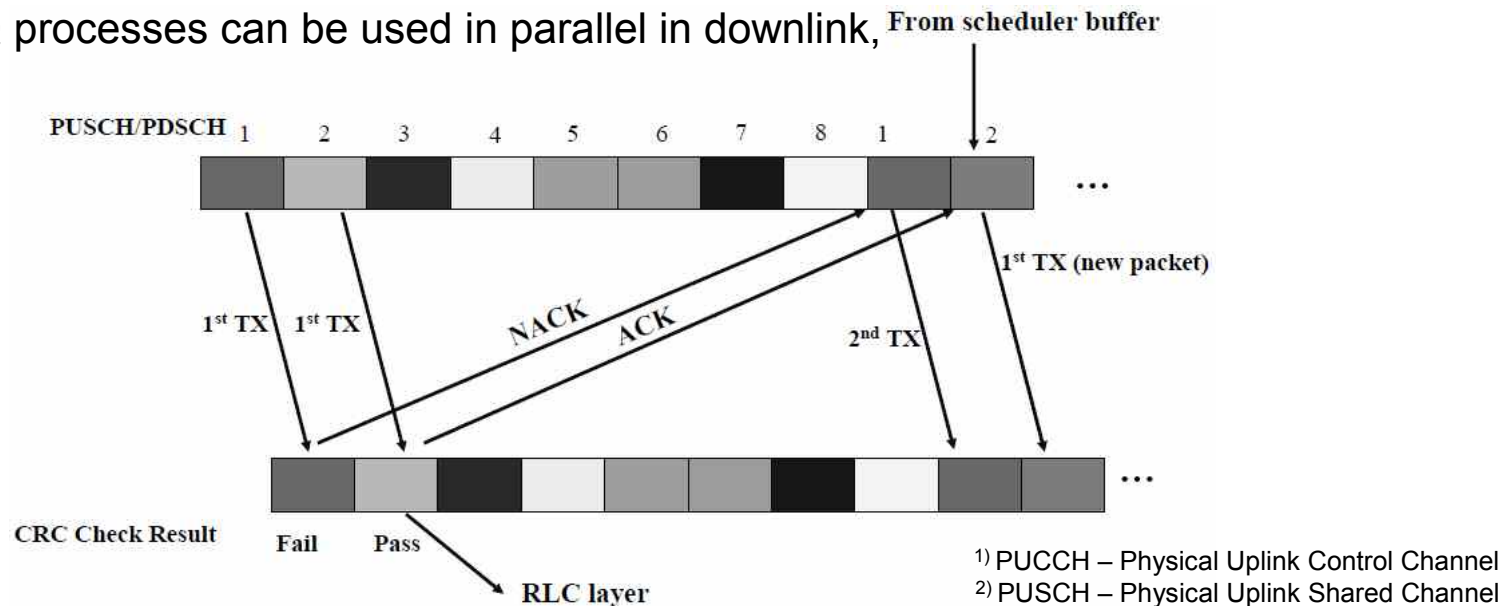 processes can be used in parallel in downlink,
From scheduler buffer
PUSCH/PDSCH 1 2 3 4 5 6 7 8 1 2
...
1st TX 1st TX NACK ACK 2nd TX 1st TX (new packet)
...
CRC Check Result Fail Pass
RLC layer
1) PUCCH – Physical Uplink Control Channel
2) PUSCH – Physical Uplink Shared Channel